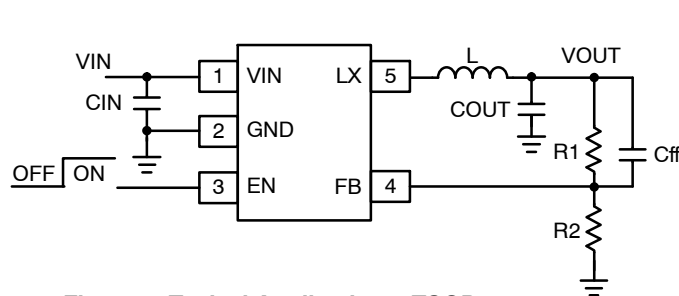 VIN
CIN
OFF ON
1 VIN
2 GND
3 EN
LX 5
FB 4
L
VOUT
COUT
R1
Cff
R2